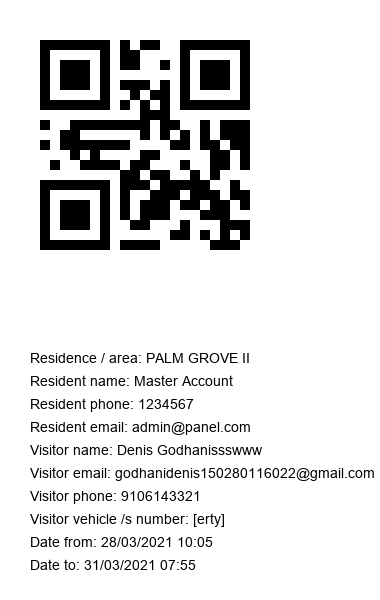 Residence / area: PALM GROVE II
Resident name: Master Account
Resident phone: 1234567
Resident email: admin@panel.com
Visitor name: Denis Godhanissswww
Visitor email: godhanidenis150280116022@gmail.com
Visitor phone: 9106143321
Visitor vehicle /s number: [erty]
Date from: 28/03/2021 10:05
Date to: 31/03/2021 07:55